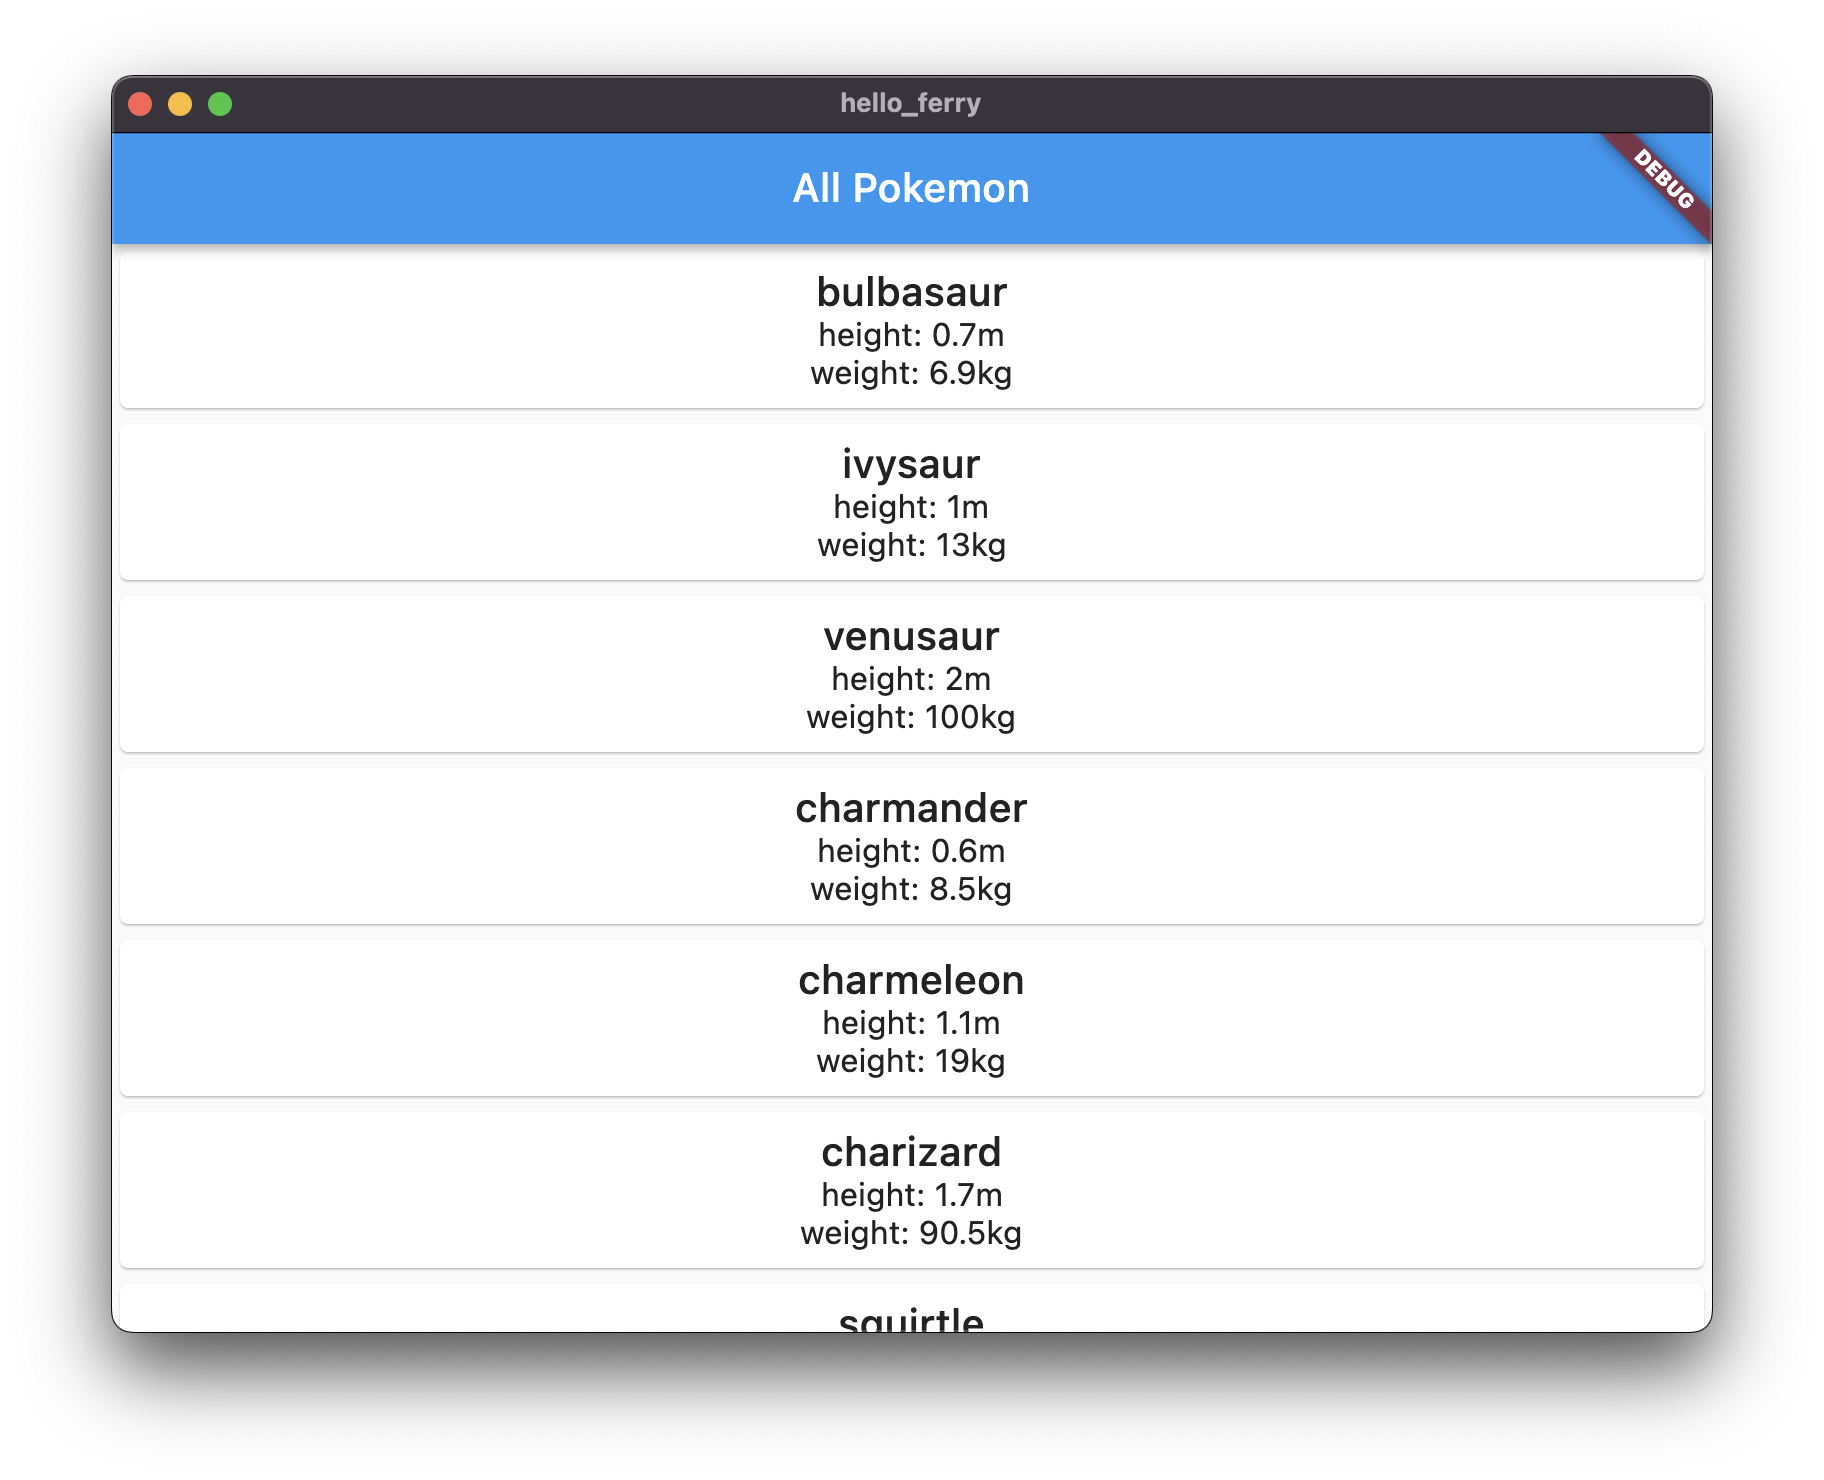 hello_ferry
All Pokemon
DEBUG
bulbasaur
height: 0.7m
weight: 6.9kg
ivysaur
height: 1m
weight: 13kg
venusaur
height: 2m
weight: 100kg
charmander
height: 0.6m
weight: 8.5kg
charmeleon
height: 1.1m
weight: 19kg
charizard
height: 1.7m
weight: 90.5kg
squirtle